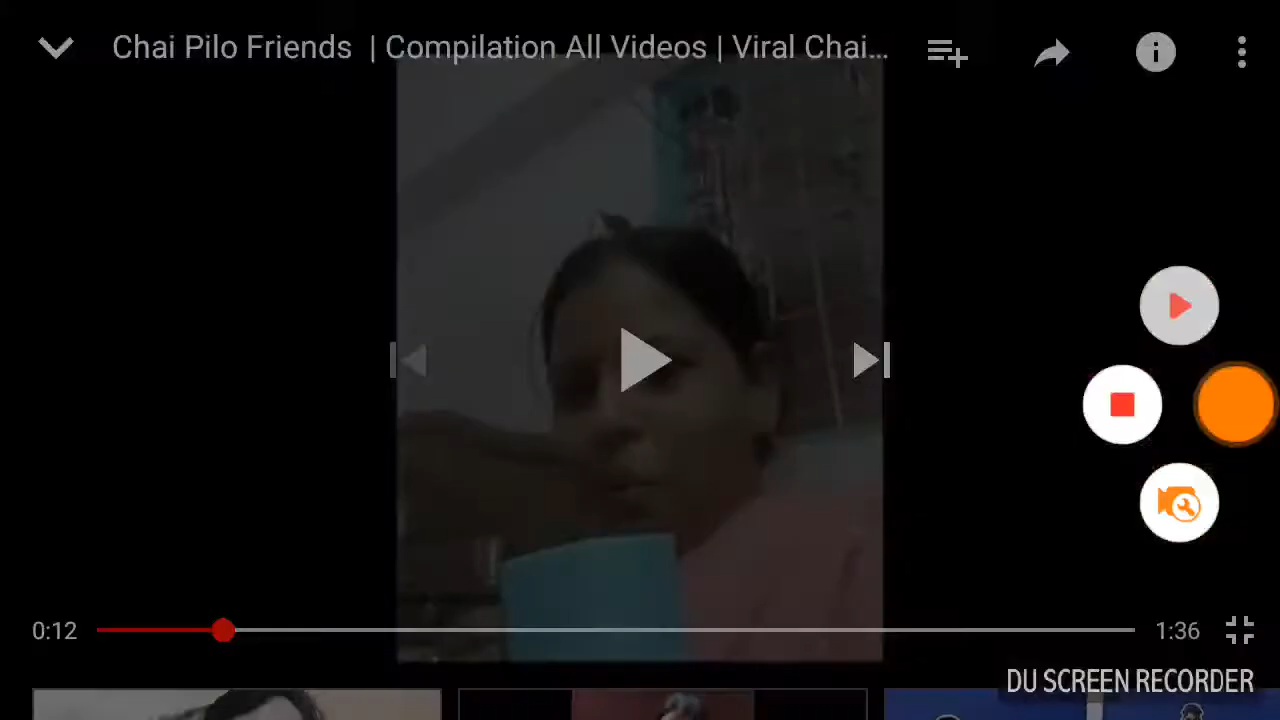 Chai Pilo Friends | Compilation All Videos | Viral Chai...
0:12
1:36
DU SCREEN RECORDER